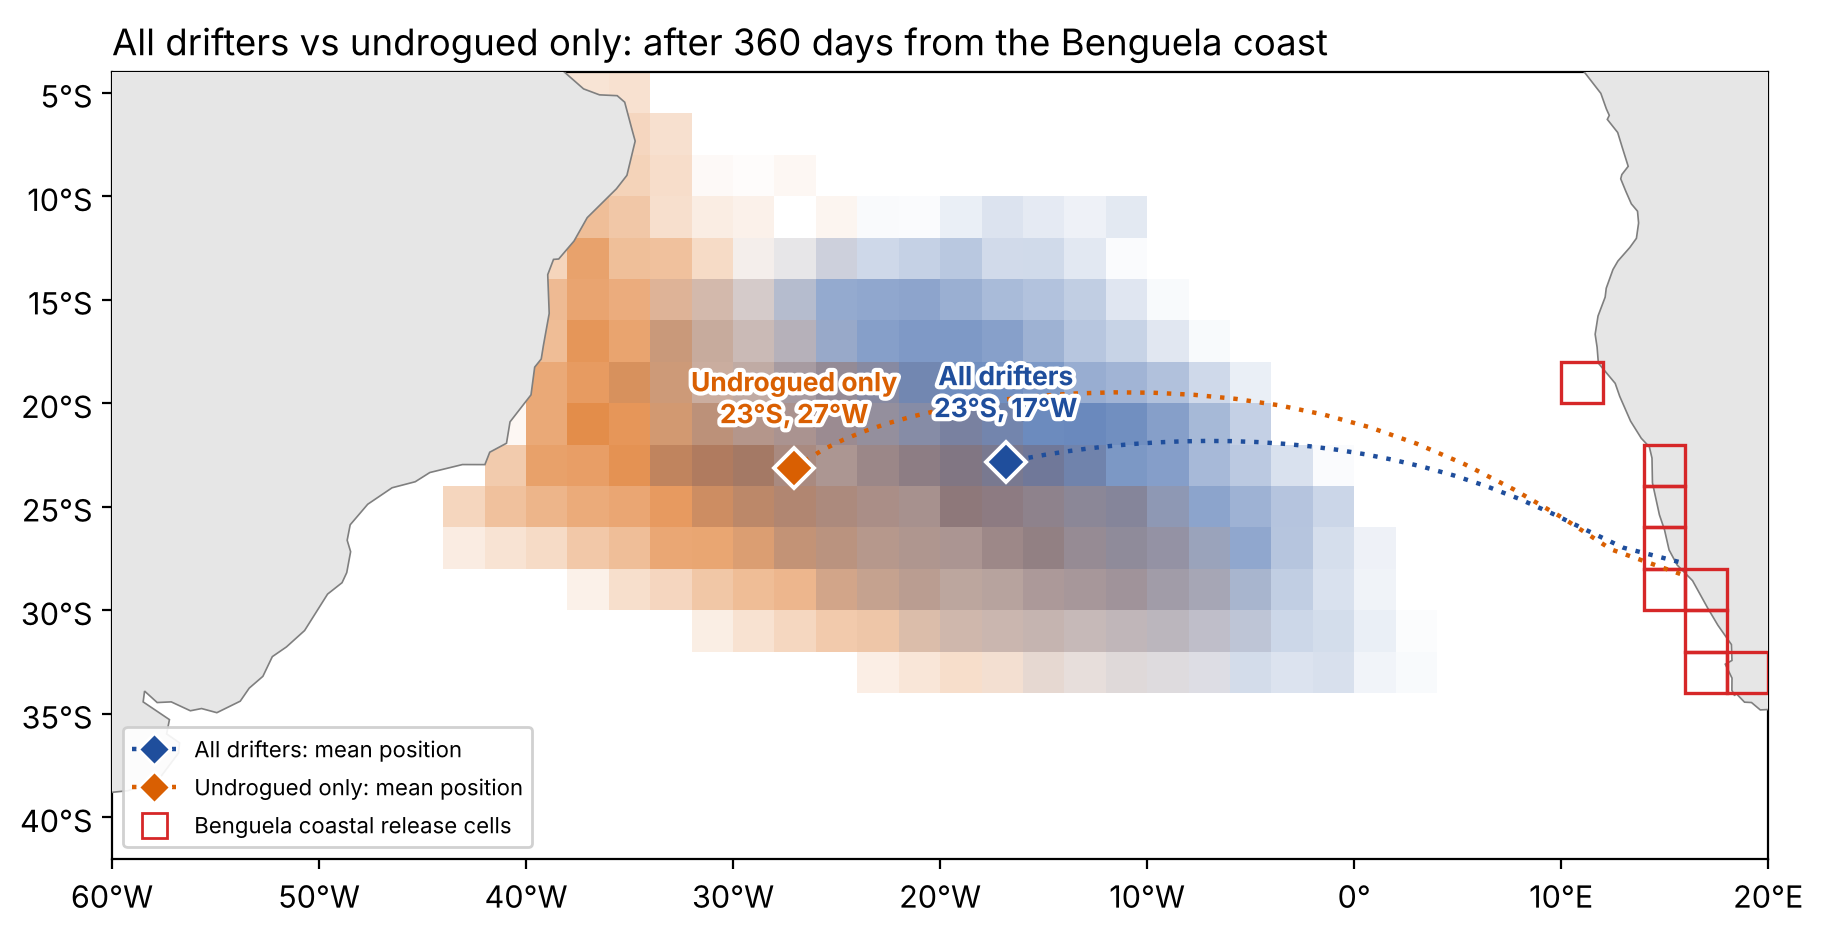 All drifters vs undrogued only: after 360 days from the Benguela coast
5°S
10°S
15°S
20°S
25°S
30°S
35°S
40°S
Undrogued only
23°S, 27°W
All drifters
23°S, 17°W
All drifters: mean position
Undrogued only: mean position
Benguela coastal release cells
60°W
50°W
40°W
30°W
20°W
10°W
0°
10°E
20°E